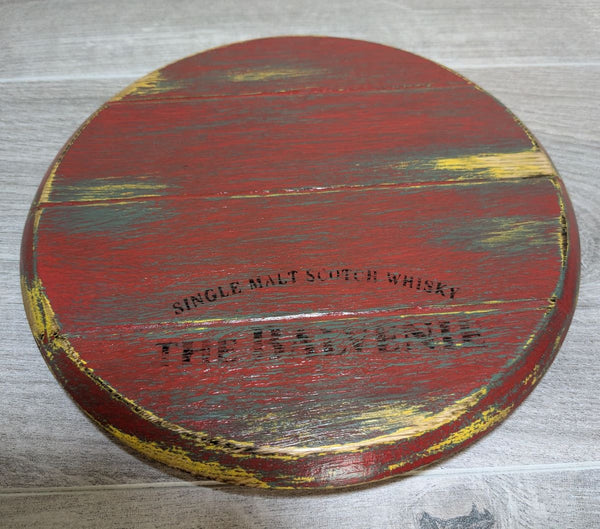 SINGLE MALT SCOTCH WHISKY
THE BALVENIE